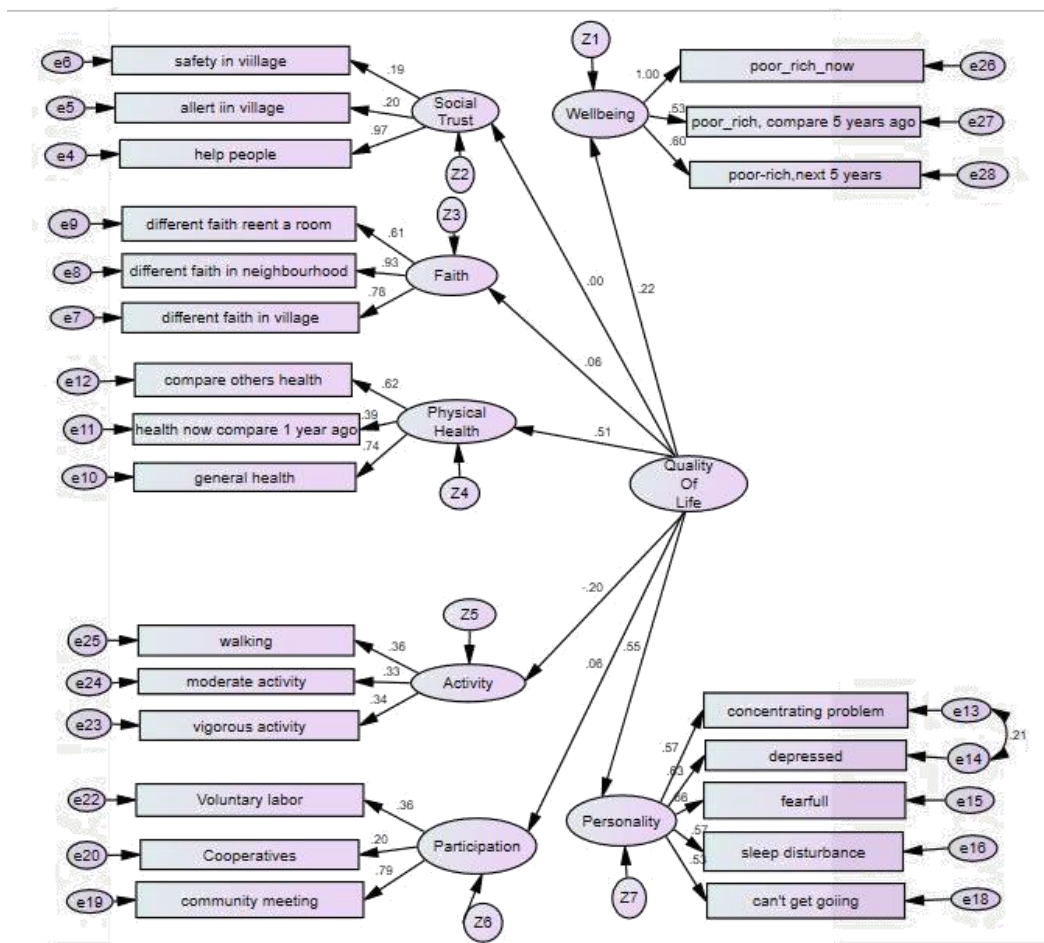 e6
safety in viillage
.19
e5
allert iin village
.20
Social
Trust
e4
help people
.97
Z2
Z1
Wellbeing
1.00
poor_rich_now
e26
.53
poor_rich, compare 5 years ago
e27
.60
poor-rich,next 5 years
e28
Z3
e9
different faith reent a room
.61
e8
different faith in neighbourhood
.93
Faith
e7
different faith in village
.78
.00
.22
.06
e12
compare others health
.62
e11
health now compare 1 year ago
.39
Physical
Health
e10
general health
.74
Z4
.51
Quality
Of
Life
-.20
.06
.55
Z5
e25
walking
.36
e24
moderate activity
.33
Activity
e23
vigorous activity
.34
e22
Voluntary labor
.36
e20
Cooperatives
.20
Participation
e19
community meeting
.79
Z6
Personality
Z7
.57
concentrating problem
e13
.21
.63
depressed
e14
.66
fearfull
e15
.57
sleep disturbance
e16
.53
can't get goiing
e18